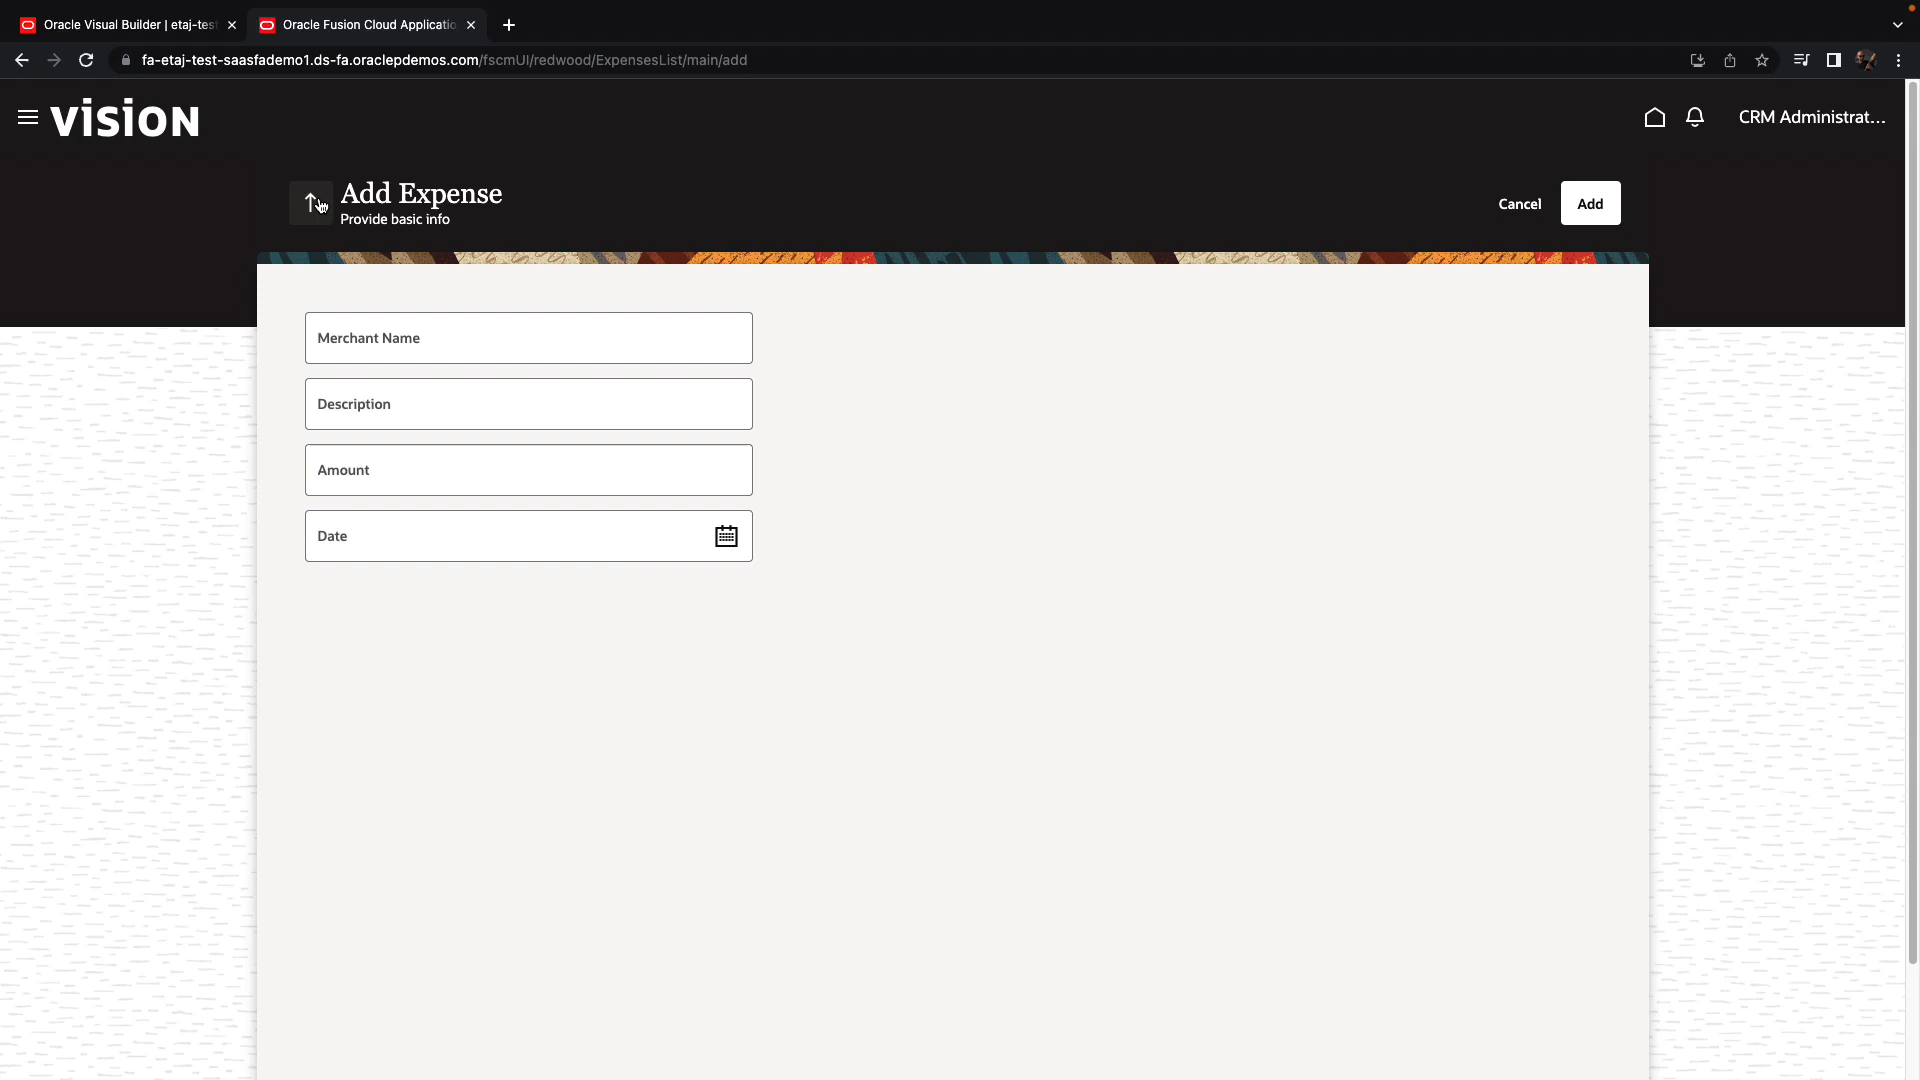 Oracle Visual Builder | etaj-test
Oracle Fusion Cloud Applicatio
fa-etaj-test-saasfademo1.ds-fa.oraclepdemos.com/fscmUI/redwood/ExpensesList/main/add
vision
CRM Administrat...
Add Expense
Provide basic info
Cancel
Add
Merchant Name
Description
Amount
Date